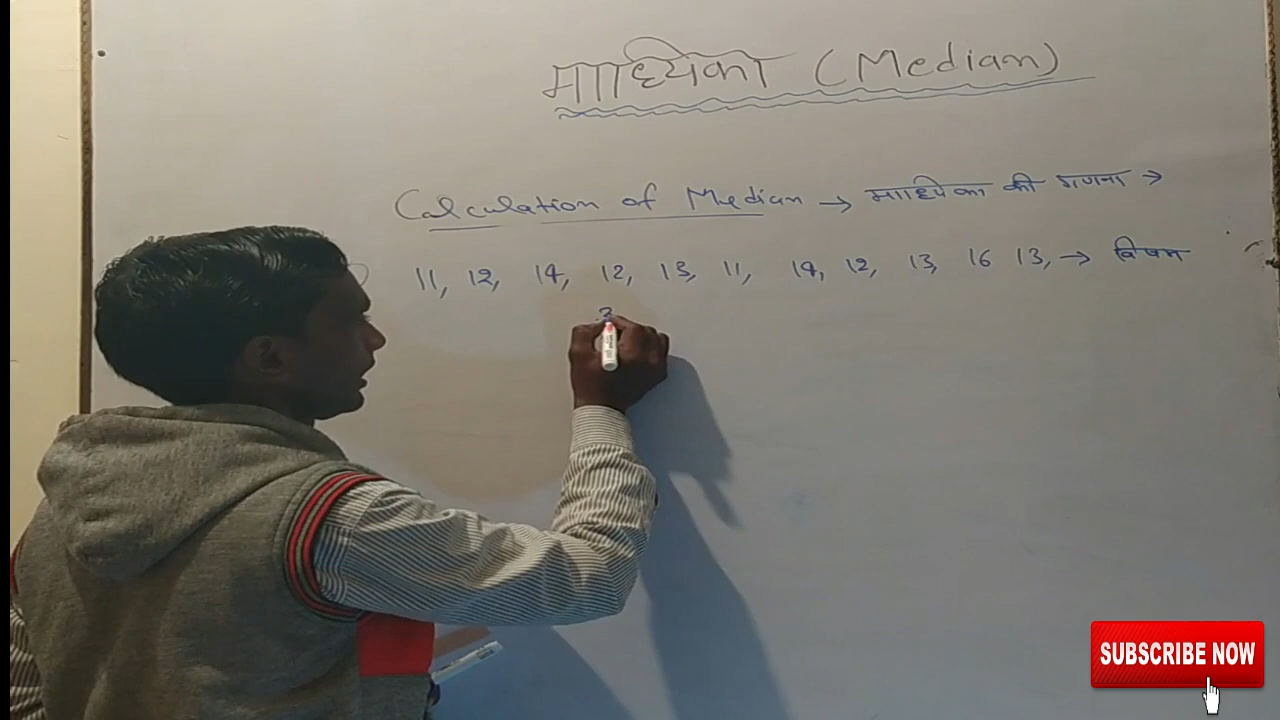 मााध्यिका (Median)
Calculation of Median → मााध्यिका की गणना →
11, 12, 14, 12, 13, 11, 14, 12, 13, 16 13, → विषम
SUBSCRIBE NOW